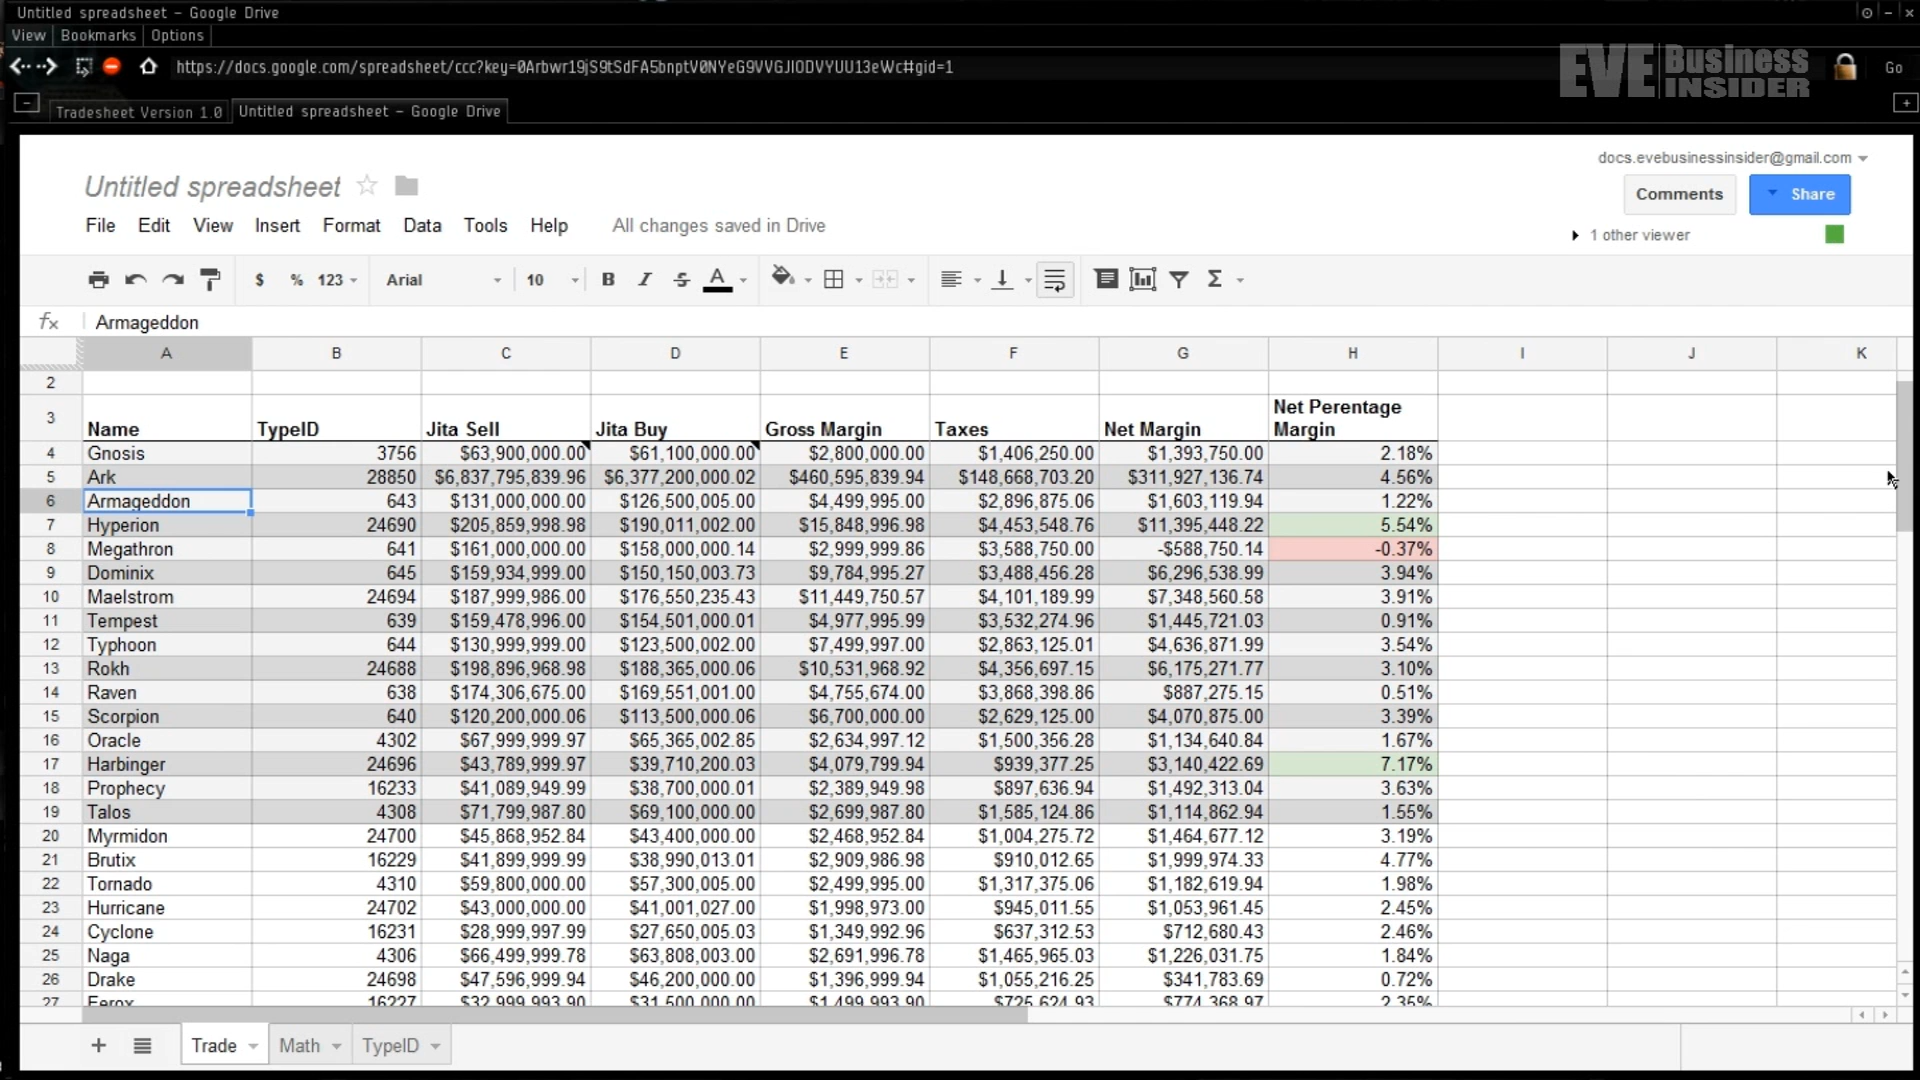 Untitled spreadsheet – Google Drive
View Bookmarks Options
https://docs.google.com/spreadsheet/ccc?key=0Arbwr19jS9tSdFA5bnptV0NYeG9VVGJIODVYUU13eWc#gid=1
Go
EVE Business INSIDER
Tradesheet Version 1.0 Untitled spreadsheet – Google Drive
docs.evebusinessinsider@gmail.com
Untitled spreadsheet
Comments Share
File Edit View Insert Format Data Tools Help All changes saved in Drive
1 other viewer
$ % 123 Arial 10 B I S A Σ
fx Armageddon
A B C D E F G H I J K
2
3 Name TypeID Jita Sell Jita Buy Gross Margin Taxes Net Margin Net Perentage Margin
4 Gnosis 3756 $63,900,000.00 $61,100,000.00 $2,800,000.00 $1,406,250.00 $1,393,750.00 2.18%
5 Ark 28850 $6,837,795,839.96 $6,377,200,000.02 $460,595,839.94 $148,668,703.20 $311,927,136.74 4.56%
6 Armageddon 643 $131,000,000.00 $126,500,005.00 $4,499,995.00 $2,896,875.06 $1,603,119.94 1.22%
7 Hyperion 24690 $205,859,998.98 $190,011,002.00 $15,848,996.98 $4,453,548.76 $11,395,448.22 5.54%
8 Megathron 641 $161,000,000.00 $158,000,000.14 $2,999,999.86 $3,588,750.00 -$588,750.14 -0.37%
9 Dominix 645 $159,934,999.00 $150,150,003.73 $9,784,995.27 $3,488,456.28 $6,296,538.99 3.94%
10 Maelstrom 24694 $187,999,986.00 $176,550,235.43 $11,449,750.57 $4,101,189.99 $7,348,560.58 3.91%
11 Tempest 639 $159,478,996.00 $154,501,000.01 $4,977,995.99 $3,532,274.96 $1,445,721.03 0.91%
12 Typhoon 644 $130,999,999.00 $123,500,002.00 $7,499,997.00 $2,863,125.01 $4,636,871.99 3.54%
13 Rokh 24688 $198,896,968.98 $188,365,000.06 $10,531,968.92 $4,356,697.15 $6,175,271.77 3.10%
14 Raven 638 $174,306,675.00 $169,551,001.00 $4,755,674.00 $3,868,398.86 $887,275.15 0.51%
15 Scorpion 640 $120,200,000.06 $113,500,000.06 $6,700,000.00 $2,629,125.00 $4,070,875.00 3.39%
16 Oracle 4302 $67,999,999.97 $65,365,002.85 $2,634,997.12 $1,500,356.28 $1,134,640.84 1.67%
17 Harbinger 24696 $43,789,999.97 $39,710,200.03 $4,079,799.94 $939,377.25 $3,140,422.69 7.17%
18 Prophecy 16233 $41,089,949.99 $38,700,000.01 $2,389,949.98 $897,636.94 $1,492,313.04 3.63%
19 Talos 4308 $71,799,987.80 $69,100,000.00 $2,699,987.80 $1,585,124.86 $1,114,862.94 1.55%
20 Myrmidon 24700 $45,868,952.84 $43,400,000.00 $2,468,952.84 $1,004,275.72 $1,464,677.12 3.19%
21 Brutix 16229 $41,899,999.99 $38,990,013.01 $2,909,986.98 $910,012.65 $1,999,974.33 4.77%
22 Tornado 4310 $59,800,000.00 $57,300,005.00 $2,499,995.00 $1,317,375.06 $1,182,619.94 1.98%
23 Hurricane 24702 $43,000,000.00 $41,001,027.00 $1,998,973.00 $945,011.55 $1,053,961.45 2.45%
24 Cyclone 16231 $28,999,997.99 $27,650,005.03 $1,349,992.96 $637,312.53 $712,680.43 2.46%
25 Naga 4306 $66,499,999.78 $63,808,003.00 $2,691,996.78 $1,465,965.03 $1,226,031.75 1.84%
26 Drake 24698 $47,596,999.94 $46,200,000.00 $1,396,999.94 $1,055,216.25 $341,783.69 0.72%
27 Ferox 16227 $32,999,993.90 $31,500,000.00 $1,499,993.90 $725,624.93 $774,368.97 2.35%
Trade Math TypeID